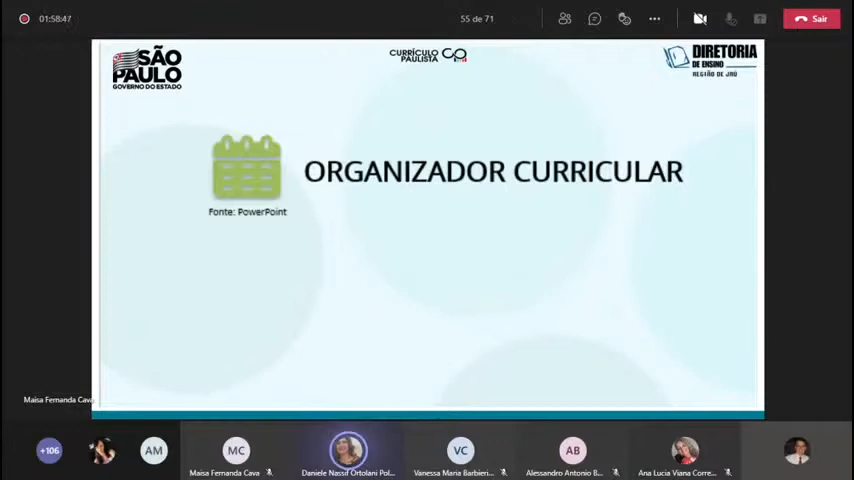 01:58:47
55 de 71
Sair
SÃO
PAULO
GOVERNO DO ESTADO
CURRÍCULO
PAULISTA
DIRETORIA
DE ENSINO
REGIÃO DE JAÚ
ORGANIZADOR CURRICULAR
Fonte: PowerPoint
Maisa Fernanda Cava
+106
AM
MC
VC
AB
Maisa Fernanda Cava
Daniele Nassif Ortolani Pol...
Vanessa Maria Barbieri...
Alessandro Antonio B...
Ana Lucia Viana Corre...